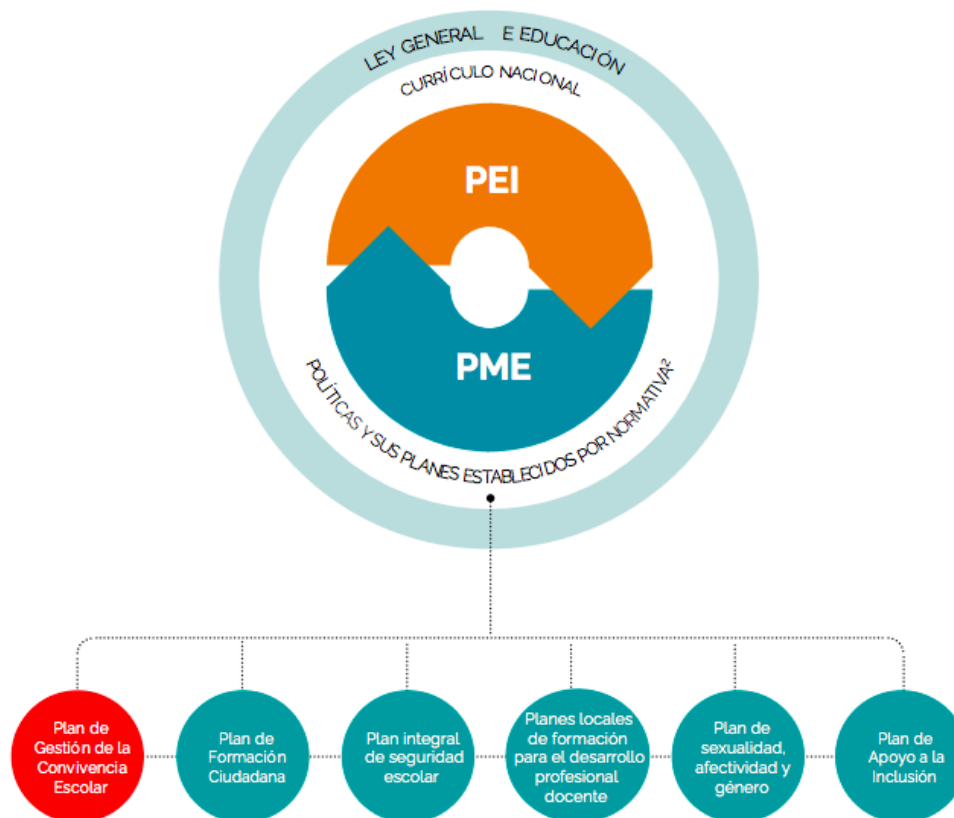 LEY GENERAL E EDUCACIÓN
CURRÍCULO NACIONAL
PEI
PME
POLÍTICAS Y SUS PLANES ESTABLECIDOS POR NORMATIVA²
Plan de
Gestión de la
Convivencia
Escolar
Plan de
Formación
Ciudadana
Plan integral
de seguridad
escolar
Planes locales
de formación
para el desarrollo
profesional
docente
Plan de
sexualidad,
afectividad y
género
Plan de
Apoyo a la
Inclusión